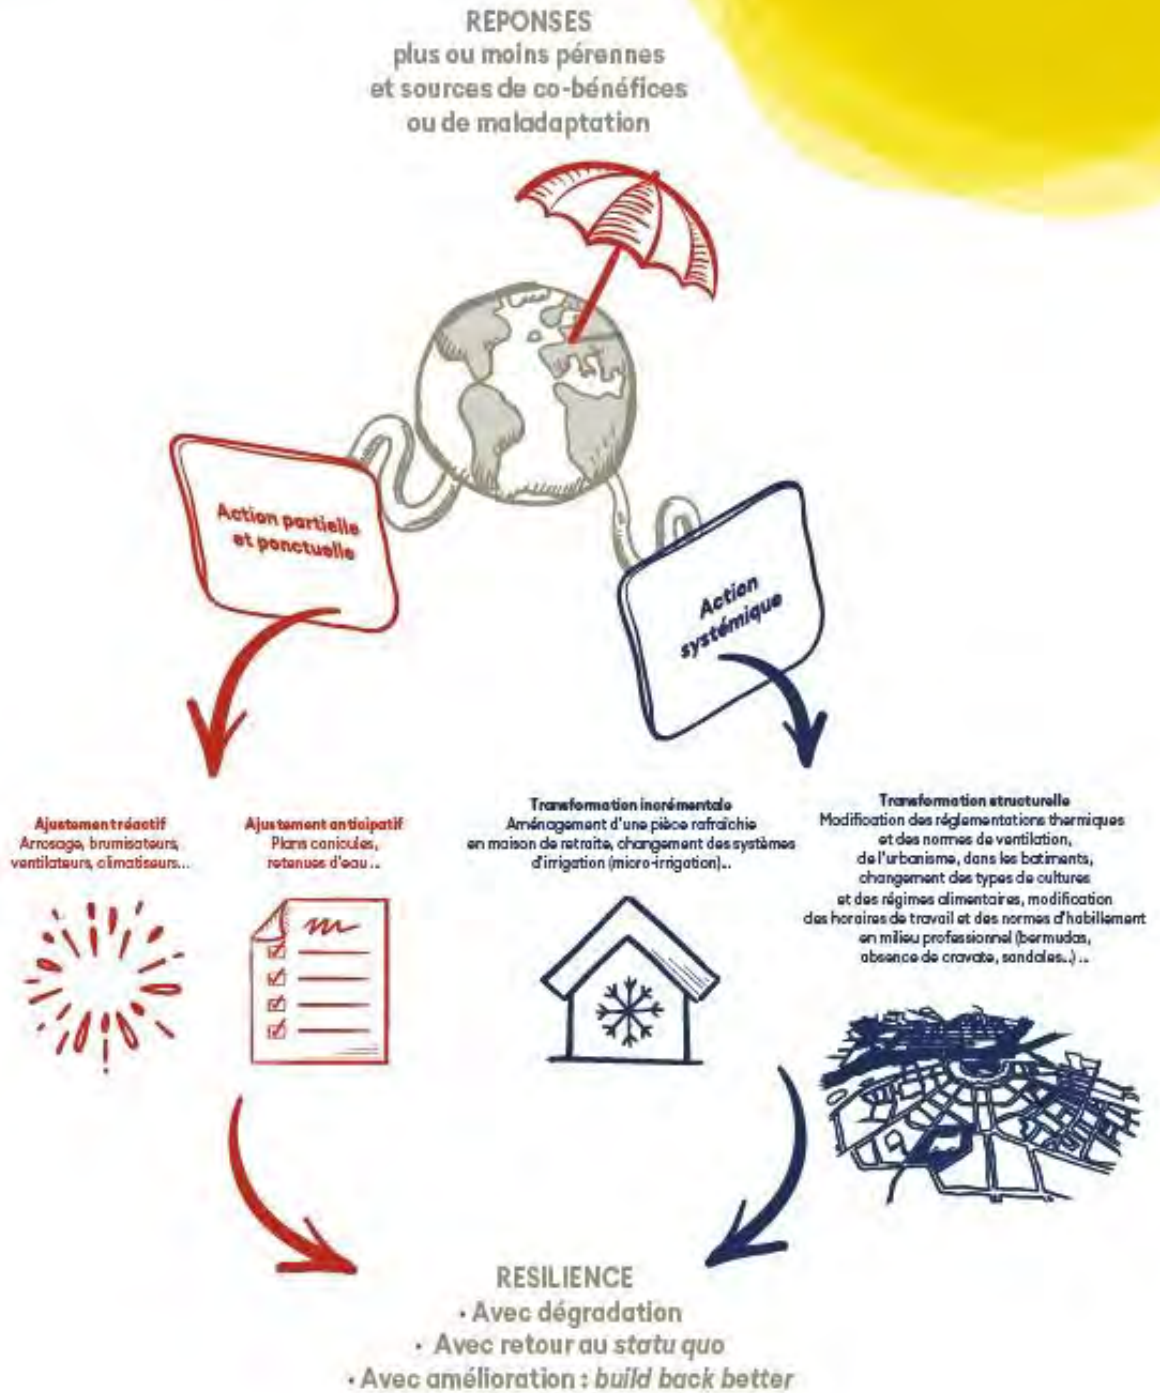 REPONSES
plus ou moins pérennes
et sources de co-bénéfices
ou de maladaptation
Action partielle
et ponctuelle
Action
systémique
Ajustement réactif
Arrosage, brumisateurs,
ventilateurs, climatiseurs...
Ajustement anticipatif
Plans canicules,
retenues d'eau ..
Transformation incrémentale
Aménagement d'une pièce rafraîchie
en maison de retraite, changement des systèmes
d'irrigation (micro-irrigation)..
Transformation structurelle
Modification des réglementations thermiques
et des normes de ventilation,
de l'urbanisme, dans les batiments,
changement des types de cultures
et des régimes alimentaires, modification
des horaires de travail et des normes d'habillement
en milieu professionnel (bermudas,
absence de cravate, sandales..) ..
RESILIENCE
• Avec dégradation
• Avec retour au statu quo
• Avec amélioration : build back better